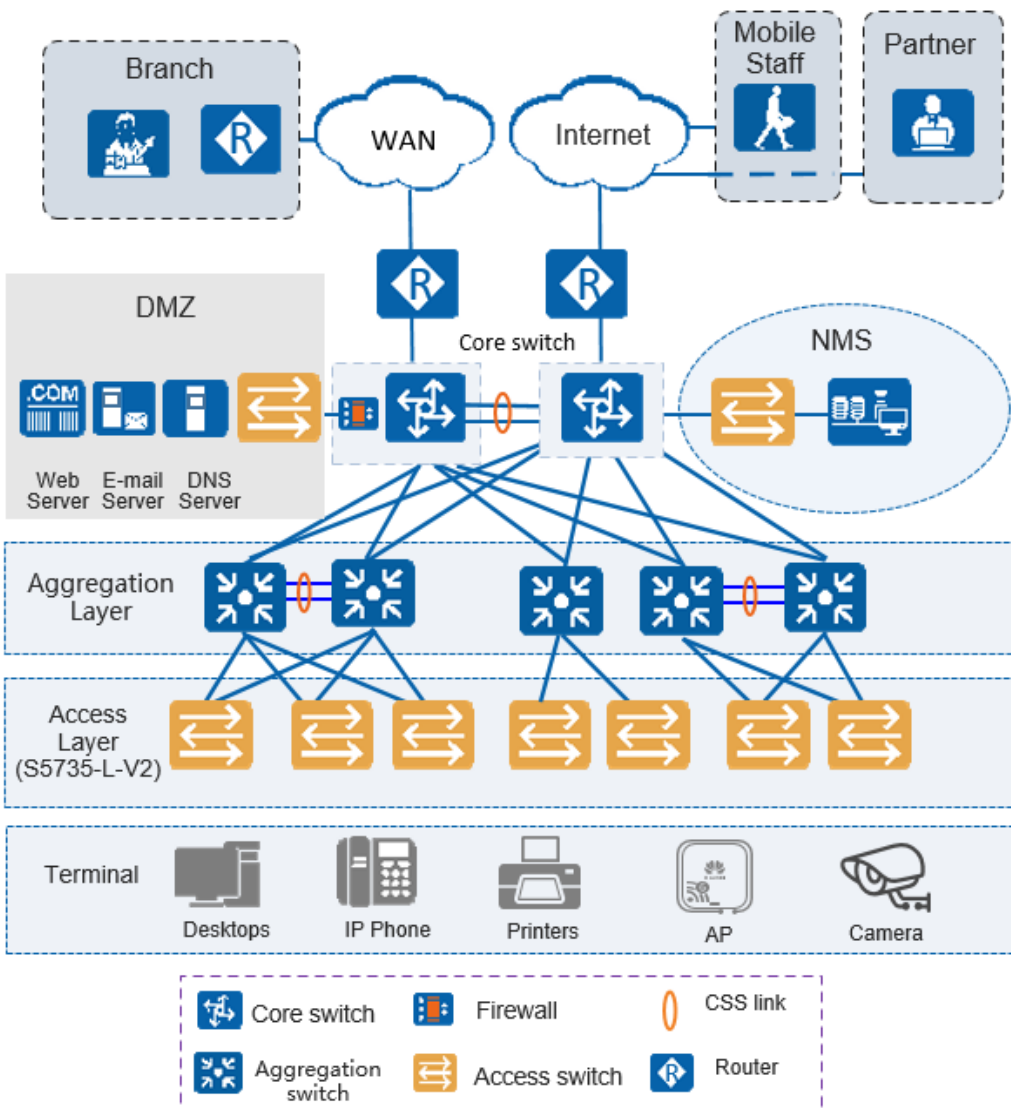 Branch
WAN
Internet
Mobile
Staff
Partner
R
R
R
DMZ
Core switch
NMS
.COM
Web
Server
E-mail
Server
DNS
Server
Aggregation
Layer
Access
Layer
(S5735-L-V2)
Terminal
Desktops
IP Phone
Printers
AP
Camera
Core switch
Firewall
CSS link
Aggregation
switch
Access switch
R
Router